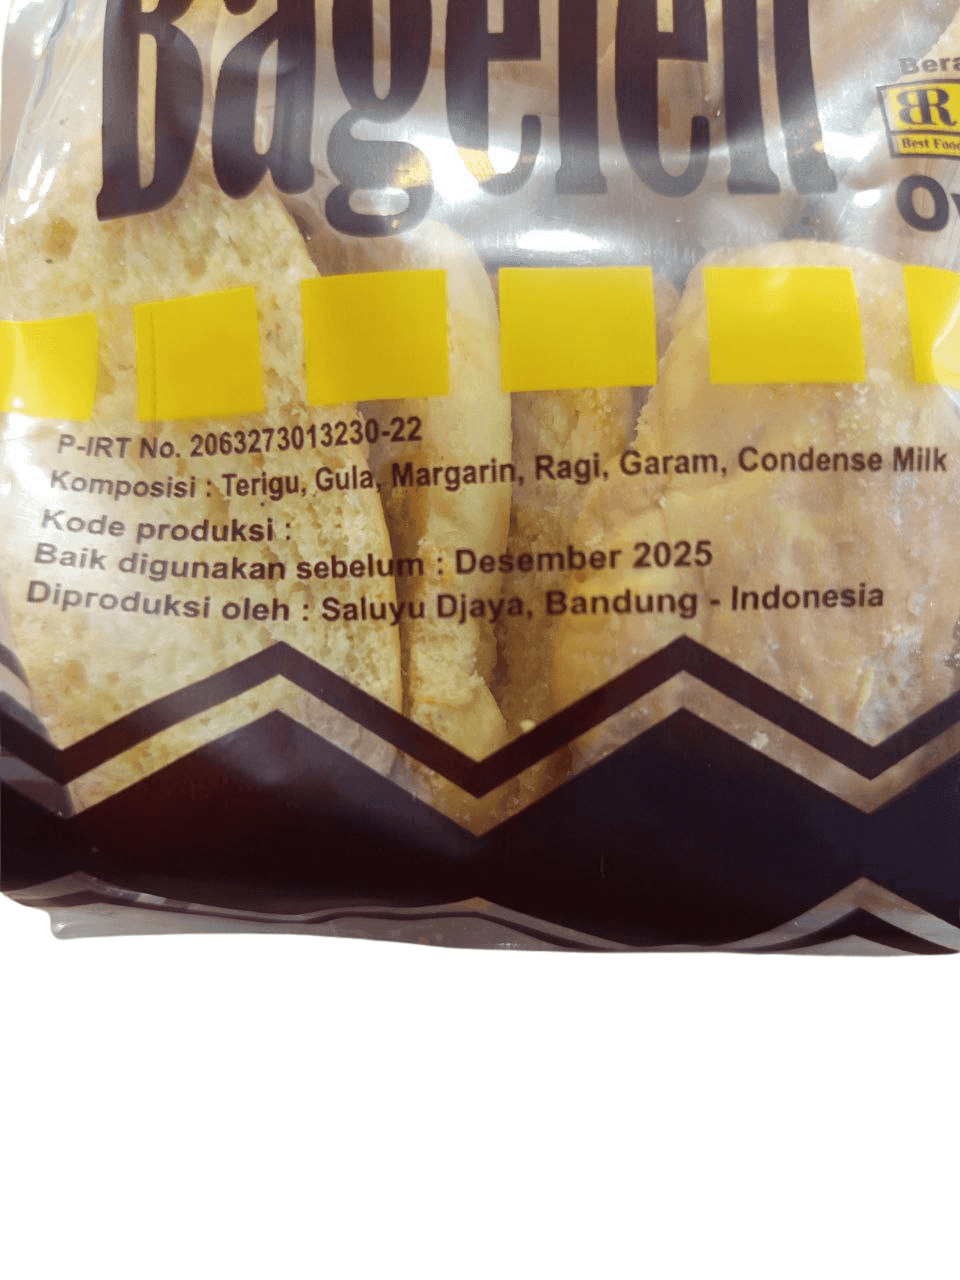 Bagelen
BR
P-IRT No. 2063273013230-22
Komposisi : Terigu, Gula, Margarin, Ragi, Garam, Condense Milk
Kode produksi :
Baik digunakan sebelum : Desember 2025
Diproduksi oleh : Saluyu Djaya, Bandung - Indonesia